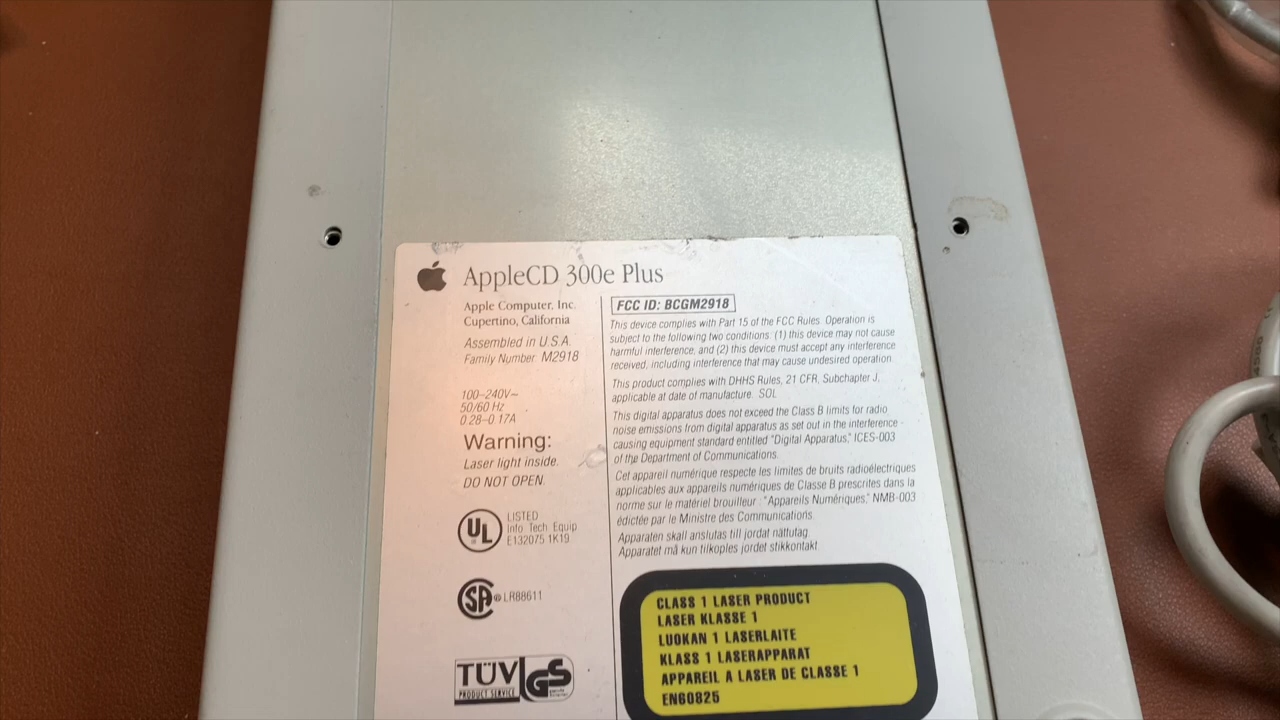 AppleCD 300e Plus
Apple Computer, Inc.
Cupertino, California
Assembled in U.S.A.
Family Number M2918
100–240V~
50/60 Hz
0.28–0.17A
Warning:
Laser light inside.
DO NOT OPEN.
UL
LISTED
Info Tech Equip
E132075 1K19
SA
® LR88611
TÜV
PRODUCT SERVICE
GS
FCC ID: BCGM2918
This device complies with Part 15 of the FCC Rules. Operation is
subject to the following two conditions: (1) this device may not cause
harmful interference, and (2) this device must accept any interference
received, including interference that may cause undesired operation.
This product complies with DHHS Rules, 21 CFR, Subchapter J,
applicable at date of manufacture. SOL
This digital apparatus does not exceed the Class B limits for radio
noise emissions from digital apparatus as set out in the interference-
causing equipment standard entitled "Digital Apparatus," ICES-003
of the Department of Communications.
Cet appareil numérique respecte les limites de bruits radioélectriques
applicables aux appareils numériques de Classe B prescrites dans la
norme sur le matériel brouilleur : "Appareils Numériques," NMB-003
édictée par le Ministre des Communications.
Apparaten skall anslutas till jordat nättutag.
Apparatet må kun tilkoples jordet stikkontakt.
CLASS 1 LASER PRODUCT
LASER KLASSE 1
LUOKAN 1 LASERLAITE
KLASS 1 LASERAPPARAT
APPAREIL A LASER DE CLASSE 1
EN60825